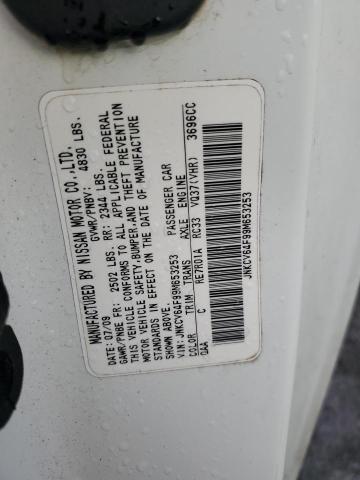 MANUFACTURED BY NISSAN MOTOR CO.,LTD.
07/09 GVWR/PNBV: 4830 LBS.
GAWR/PNBE FR: 2502 LBS. RR: 2344 LBS.
THIS VEHICLE CONFORMS TO ALL APPLICABLE FEDERAL
MOTOR VEHICLE SAFETY,BUMPER,AND THEFT PREVENTION
STANDARDS IN EFFECT ON THE DATE OF MANUFACTURE
SHOWN ABOVE.
VIN: JNKCV64F99M653253 PASSENGER CAR
COLOR TRIM TRANS AXLE ENGINE
QAA C RE7R01A RC33 VQ37(VHR) 3696CC
JNKCV64F99M653253